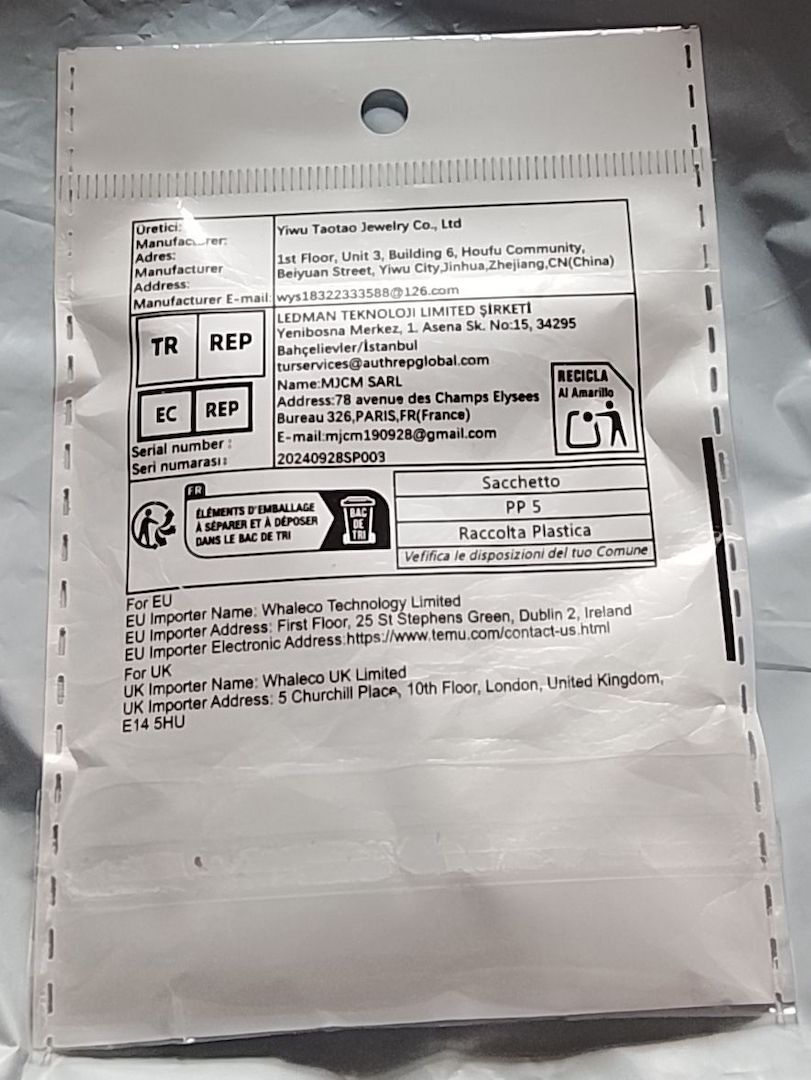 Üretici:
Manufacturer:
Yiwu Taotao Jewelry Co., Ltd
Adres:
Manufacturer
Address:
1st Floor, Unit 3, Building 6, Houfu Community,
Beiyuan Street, Yiwu City,Jinhua,Zhejiang,CN(China)
Manufacturer E-mail: wys18322333588@126.com
TR REP
LEDMAN TEKNOLOJI LIMITED ŞİRKETİ
Yenibosna Merkez, 1. Asena Sk. No:15, 34295
Bahçelievler/İstanbul
turservices@authrepglobal.com
EC REP
Name:MJCM SARL
Address:78 avenue des Champs Elysees
Bureau 326,PARIS,FR(France)
E-mail:mjcm190928@gmail.com
RECICLA
Al Amarillo
Serial number :
Seri numarası:
20240928SP003
FR
ÉLÉMENTS D'EMBALLAGE
À SÉPARER ET À DÉPOSER
DANS LE BAC DE TRI
BAC
DE
TRI
Sacchetto
PP 5
Raccolta Plastica
Vefifica le disposizioni del tuo Comune
For EU
EU Importer Name: Whaleco Technology Limited
EU Importer Address: First Floor, 25 St Stephens Green, Dublin 2, Ireland
EU Importer Electronic Address:https://www.temu.com/contact-us.html
For UK
UK Importer Name: Whaleco UK Limited
UK Importer Address: 5 Churchill Place, 10th Floor, London, United Kingdom,
E14 5HU